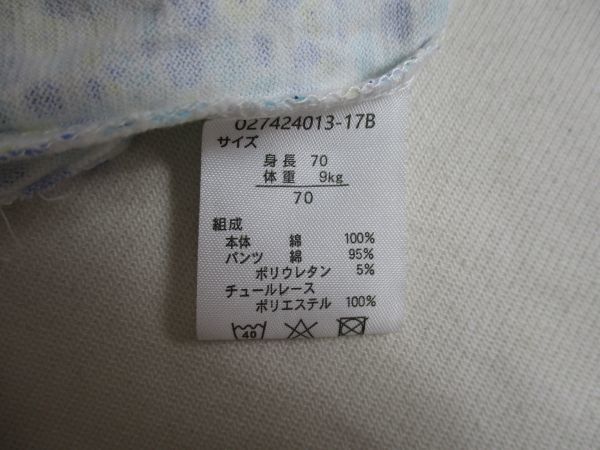 027424013-17B
サイズ
身長 70
体重 9kg
70
組成
本体 綿 100%
パンツ 綿 95%
ポリウレタン 5%
チュールレース
ポリエステル 100%
40